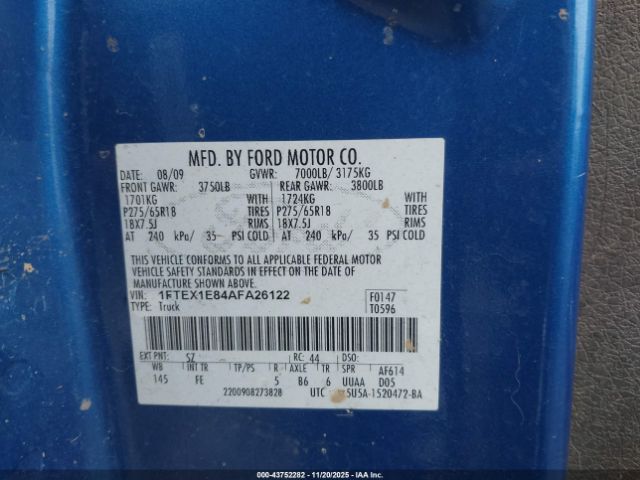 MFD. BY FORD MOTOR CO.
DATE: 08/09 GVWR: 7000LB/ 3175KG
FRONT GAWR: 3750LB REAR GAWR: 3800LB
1701KG WITH 1724KG WITH
P275/65R18 TIRES P275/65R18 TIRES
18X7.5J RIMS 18X7.5J RIMS
AT 240 kPa/ 35 PSI COLD AT 240 kPa/ 35 PSI COLD
THIS VEHICLE CONFORMS TO ALL APPLICABLE FEDERAL MOTOR
VEHICLE SAFETY STANDARDS IN EFFECT ON THE DATE OF
MANUFACTURE SHOWN ABOVE.
VIN: 1FTEX1E84AFA26122 F0147
TYPE: Truck T0596
EXT PNT: SZ RC: 44 DSO:
WB INT TR TP/PS R AXLE TR SPR AF614
145 FE 5 B6 6 UUAA D05
2200908273828 UTC 5U5A-1520472-BA
000-43752282 - 11/20/2025 - IAA Inc.